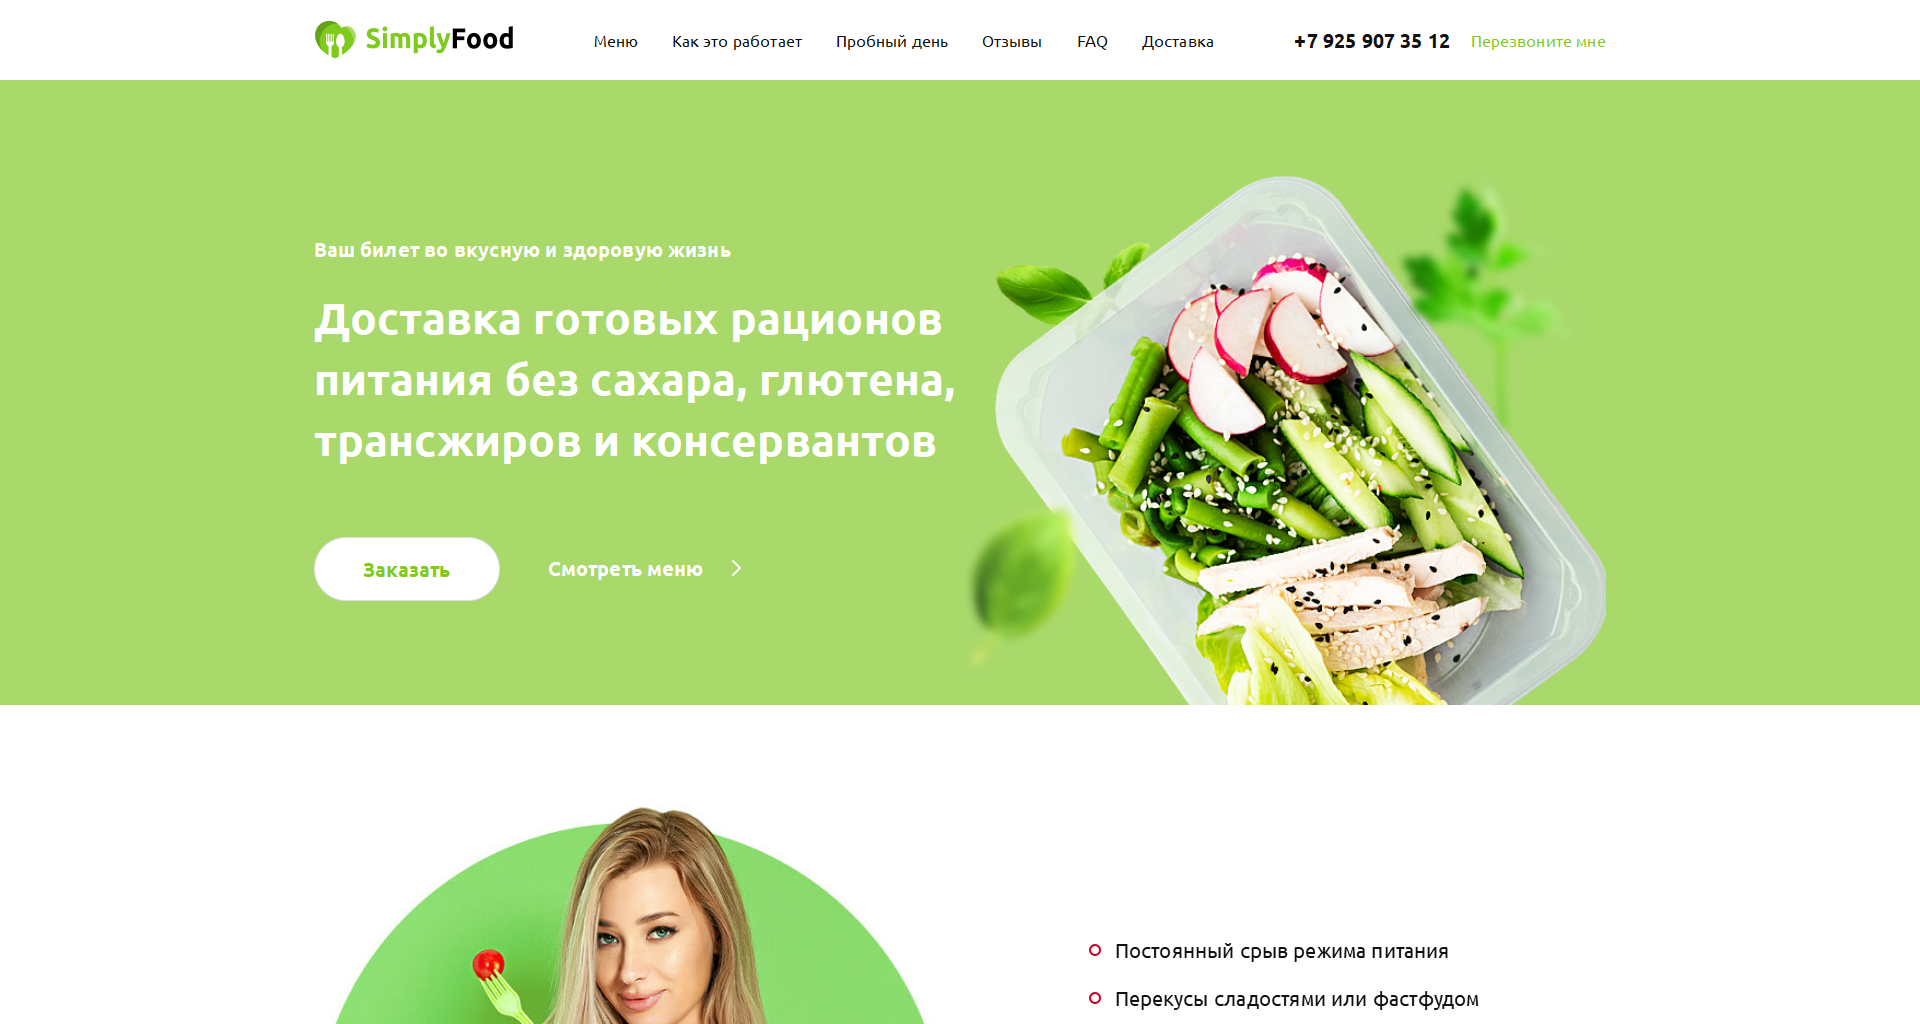 SimplyFood
Меню Как это работает Пробный день Отзывы FAQ Доставка +7 925 907 35 12 Перезвоните мне
Ваш билет во вкусную и здоровую жизнь
Доставка готовых рационов
питания без сахара, глютена,
трансжиров и консервантов
Заказать Смотреть меню
Постоянный срыв режима питания
Перекусы сладостями или фастфудом